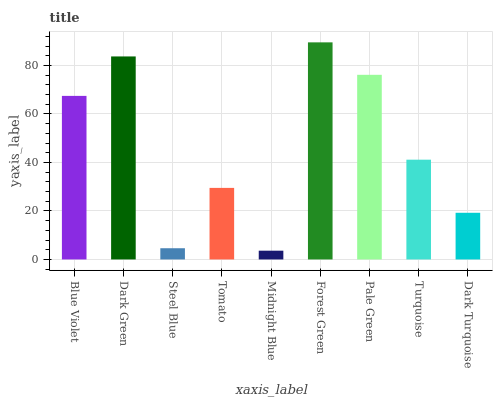 title
yaxis_label
80
60
40
20
0
Blue Violet
Dark Green
Steel Blue
Tomato
Midnight Blue
Forest Green
Pale Green
Turquoise
Dark Turquoise
xaxis_label